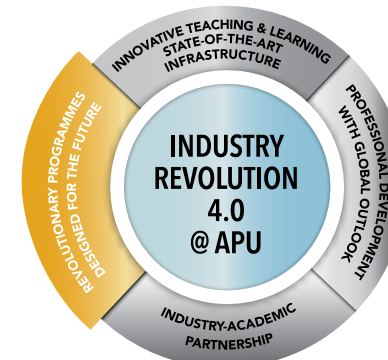 INNOVATIVE TEACHING & LEARNING
STATE-OF-THE-ART
INFRASTRUCTURE
PROFESSIONAL DEVELOPMENT
WITH GLOBAL OUTLOOK
INDUSTRY-ACADEMIC
PARTNERSHIP
REVOLUTIONARY PROGRAMMES
DESIGNED FOR THE FUTURE
INDUSTRY
REVOLUTION
4.0
@ APU